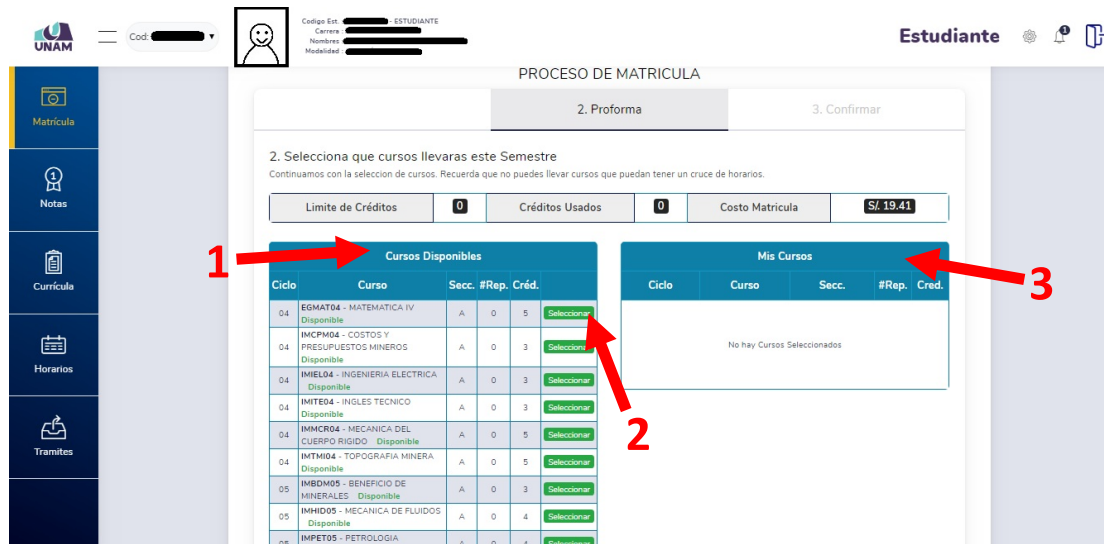 UNAM
Cod:
Codigo Est. - ESTUDIANTE
Carrera :
Nombres
Modalidad :
Estudiante
1
PROCESO DE MATRICULA
Matrícula
Notas
Currícula
Horarios
Tramites
2. Proforma
3. Confirmar
2. Selecciona que cursos llevaras este Semestre
Continuamos con la seleccion de cursos. Recuerda que no puedes llevar cursos que puedan tener un cruce de horarios.
Limite de Créditos 0 Créditos Usados 0 Costo Matricula S/. 19.41
1
Cursos Disponibles
Ciclo Curso Secc. #Rep. Créd.
04 EGMAT04 - MATEMATICA IV A 0 5 Seleccionar
Disponible
IMCPM04 - COSTOS Y
04 PRESUPUESTOS MINEROS A 0 3 Seleccionar
Disponible
04 IMIEL04 - INGENIERIA ELECTRICA A 0 3 Seleccionar
Disponible
04 IMITE04 - INGLES TECNICO A 0 3 Seleccionar
Disponible
04 IMMCR04 - MECANICA DEL A 0 5 Seleccionar
CUERPO RIGIDO Disponible
04 IMTMI04 - TOPOGRAFIA MINERA A 0 5 Seleccionar
Disponible
05 IMBDM05 - BENEFICIO DE A 0 3 Seleccionar
MINERALES Disponible
05 IMHID05 - MECANICA DE FLUIDOS A 0 4 Seleccionar
Disponible
05 IMPET05 - PETROLOGIA A 0 4 Seleccionar
2
Mis Cursos
Ciclo Curso Secc. #Rep. Cred.
No hay Cursos Seleccionados
3